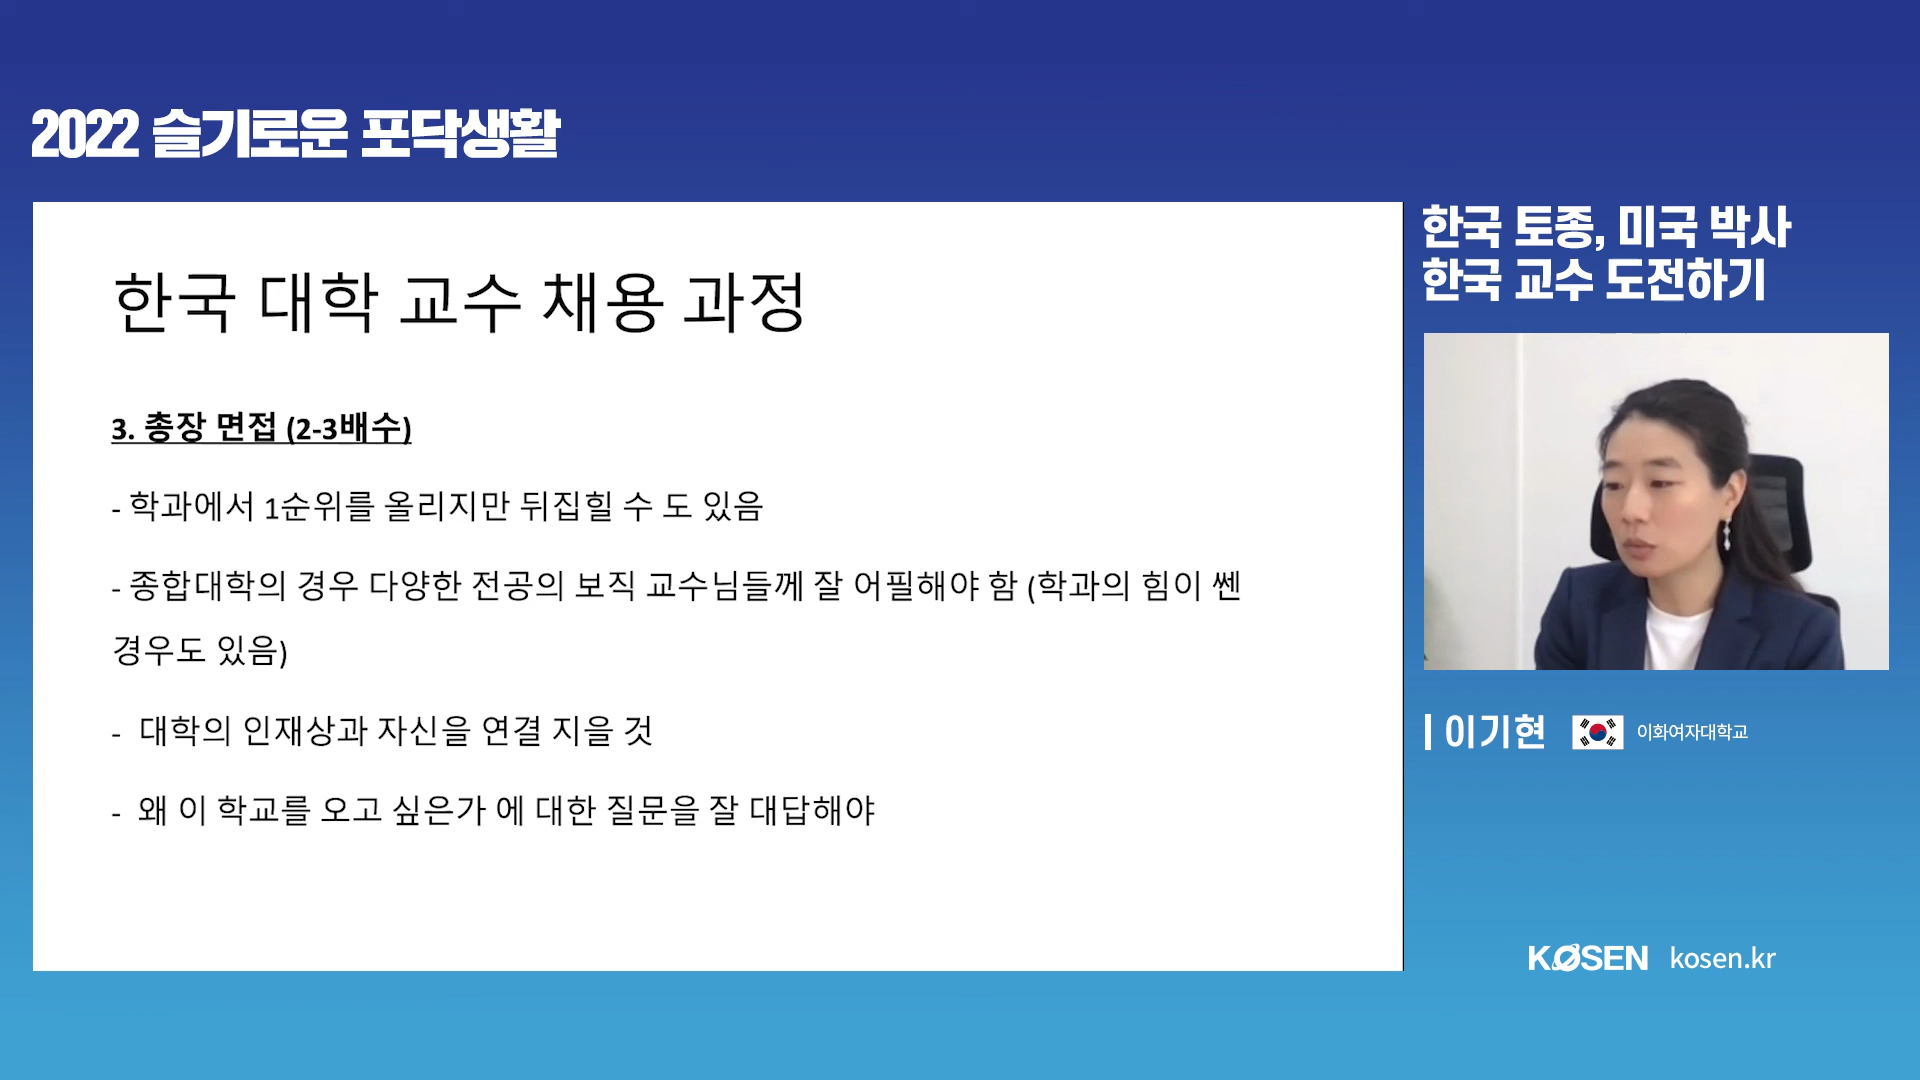 2022 슬기로운 포닥생활
한국 대학 교수 채용 과정
3. 총장 면접 (2-3배수)
- 학과에서 1순위를 올리지만 뒤집힐 수 도 있음
- 종합대학의 경우 다양한 전공의 보직 교수님들께 잘 어필해야 함 (학과의 힘이 쎈
경우도 있음)
- 대학의 인재상과 자신을 연결 지을 것
- 왜 이 학교를 오고 싶은가 에 대한 질문을 잘 대답해야
한국 토종, 미국 박사
한국 교수 도전하기
이기현 이화여자대학교
KOSEN kosen.kr